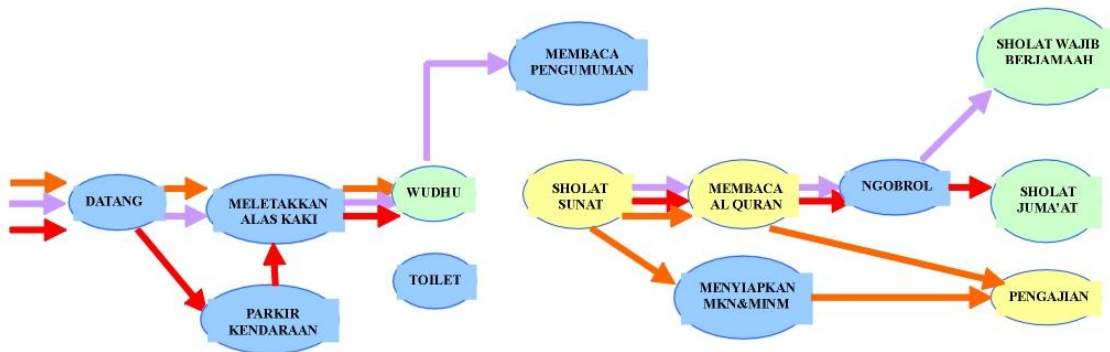 SHOLAT WAJIB
BERJAMAAH
MEMBACA
PENGUMUMAN
DATANG
MELETAKKAN
ALAS KAKI
WUDHU
SHOLAT
SUNAT
MEMBACA
AL QURAN
NGOBROL
SHOLAT
JUMA'AT
TOILET
PARKIR
KENDARAAN
MENYIAPKAN
MKN&MINM
PENGAJIAN